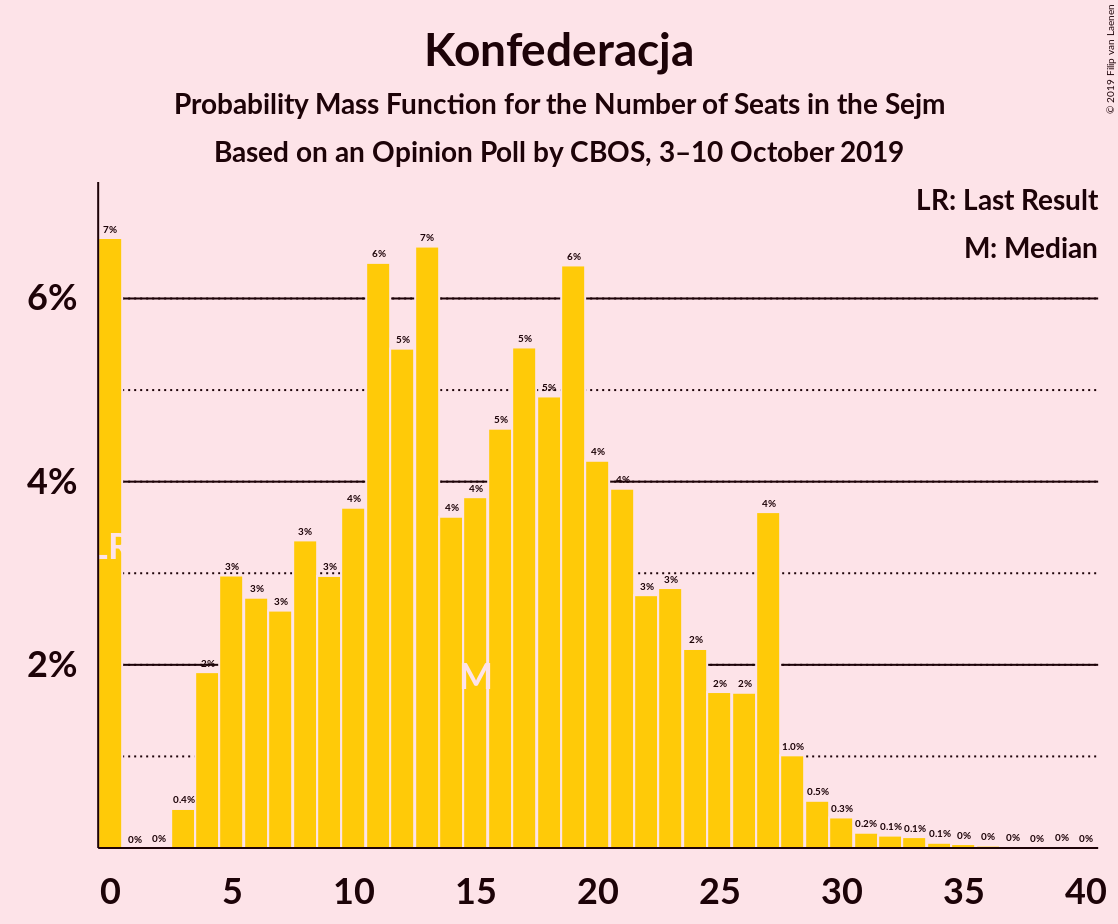 Konfederacja
Probability Mass Function for the Number of Seats in the Sejm
Based on an Opinion Poll by CBOS, 3–10 October 2019
© 2019 Filip van Laenen
LR: Last Result
M: Median
6%
4%
2%
7% 0% 0% 0.4% 2% 3% 3% 3% 3% 3% 4% 6% 5% 7% 4% 4% 5% 5% 5% 6% 4% 4% 3% 3% 2% 2% 2% 4% 1.0% 0.5% 0.3% 0.2% 0.1% 0.1% 0.1% 0% 0% 0% 0% 0% 0%
LR
M
0 5 10 15 20 25 30 35 40